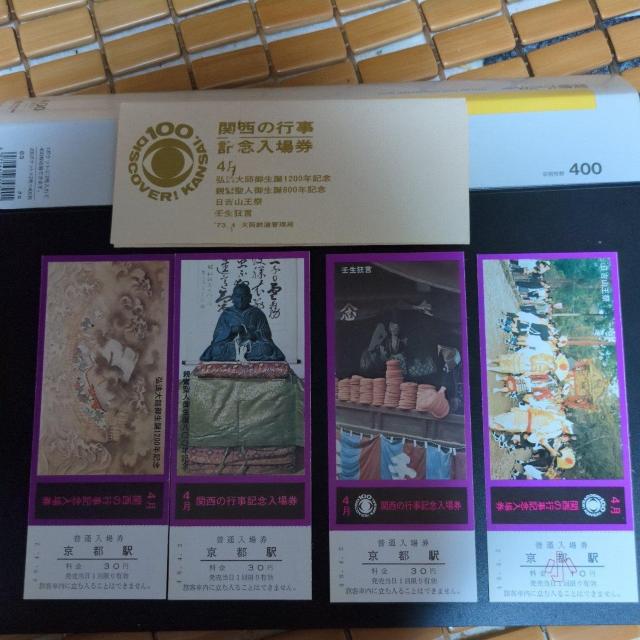 400
100
DISCOVER! KANSAI
関西の行事
記念入場券
4月
弘法大師御生誕1200年記念
親鸞聖人御生誕800年記念
日吉山王祭
壬生狂言
'73.4 大阪鉄道管理局
弘法大師御生誕1200年記念
4月 関西の行事記念入場券
普通入場券
京都駅
料金 30円
発売当日1回限り有効
旅客車内に立ち入ることはできません。
親鸞聖人御生誕800年記念
4月 関西の行事記念入場券
普通入場券
京都駅
料金 30円
発売当日1回限り有効
旅客車内に立ち入ることはできません。
壬生狂言
念
4月 100 関西の行事記念入場券
普通入場券
京都駅
料金 30円
発売当日1回限り有効
旅客車内に立ち入ることはできません。
日吉山王祭
4月 100 関西の行事記念入場券
普通入場券
京都駅
小
料金 10円
発売当日1回限り有効
旅客車内に立ち入ることはできません。